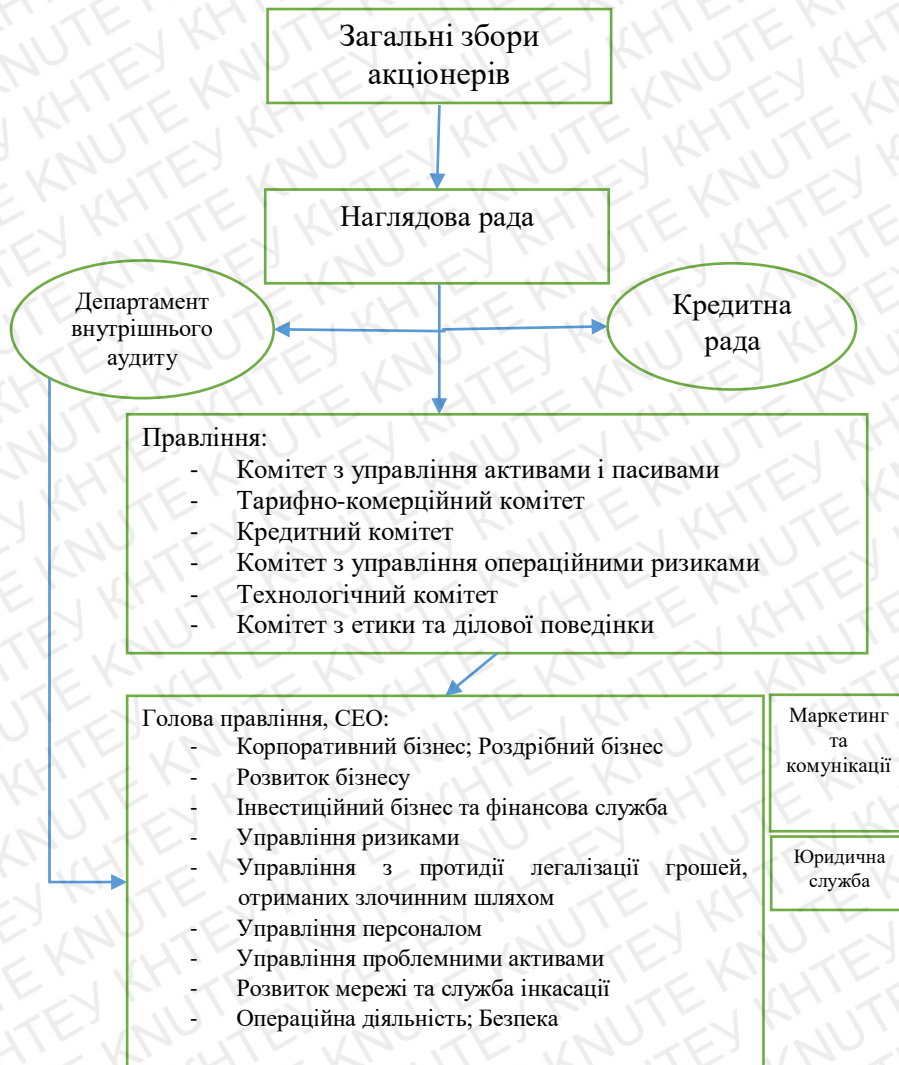 Загальні збори
акціонерів
Наглядова рада
Департамент
внутрішнього
аудиту
Кредитна
рада
Правління:
- Комітет з управління активами і пасивами
- Тарифно-комерційний комітет
- Кредитний комітет
- Комітет з управління операційними ризиками
- Технологічний комітет
- Комітет з етики та ділової поведінки
Голова правління, СЕО:
- Корпоративний бізнес; Роздрібний бізнес
- Розвиток бізнесу
- Інвестиційний бізнес та фінансова служба
- Управління ризиками
- Управління з протидії легалізації грошей,
отриманих злочинним шляхом
- Управління персоналом
- Управління проблемними активами
- Розвиток мережі та служба інкасації
- Операційна діяльність; Безпека
Маркетинг
та
комунікації
Юридична
служба